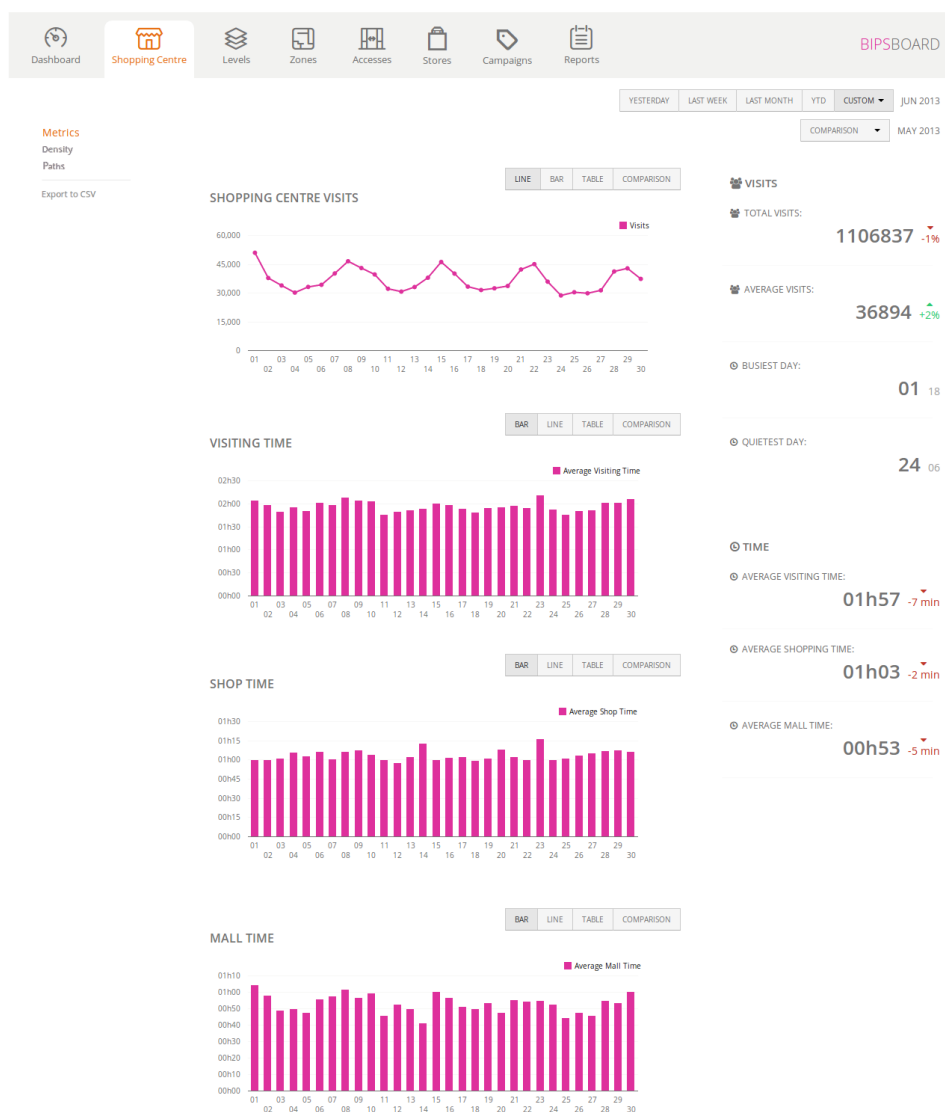 Dashboard Shopping Centre Levels Zones Accesses Stores Campaigns Reports BIPSBOARD
YESTERDAY LAST WEEK LAST MONTH YTD CUSTOM JUN 2013
COMPARISON MAY 2013
Metrics
Density
Paths
Export to CSV
LINE BAR TABLE COMPARISON
SHOPPING CENTRE VISITS
Visits
60,000
45,000
30,000
15,000
0
01 03 05 07 09 11 13 15 17 19 21 23 25 27 29
02 04 06 08 10 12 14 16 18 20 22 24 26 28 30
BAR LINE TABLE COMPARISON
VISITING TIME
Average Visiting Time
02h30
02h00
01h30
01h00
00h30
00h00
01 03 05 07 09 11 13 15 17 19 21 23 25 27 29
02 04 06 08 10 12 14 16 18 20 22 24 26 28 30
BAR LINE TABLE COMPARISON
SHOP TIME
Average Shop Time
01h30
01h15
01h00
00h45
00h30
00h15
00h00
01 03 05 07 09 11 13 15 17 19 21 23 25 27 29
02 04 06 08 10 12 14 16 18 20 22 24 26 28 30
BAR LINE TABLE COMPARISON
MALL TIME
Average Mall Time
01h10
01h00
00h50
00h40
00h30
00h20
00h10
00h00
01 03 05 07 09 11 13 15 17 19 21 23 25 27 29
02 04 06 08 10 12 14 16 18 20 22 24 26 28 30
VISITS
TOTAL VISITS:
1106837 -1%
AVERAGE VISITS:
36894 +2%
BUSIEST DAY:
01 18
QUIETEST DAY:
24 06
TIME
AVERAGE VISITING TIME:
01h57 -7 min
AVERAGE SHOPPING TIME:
01h03 -2 min
AVERAGE MALL TIME:
00h53 -5 min